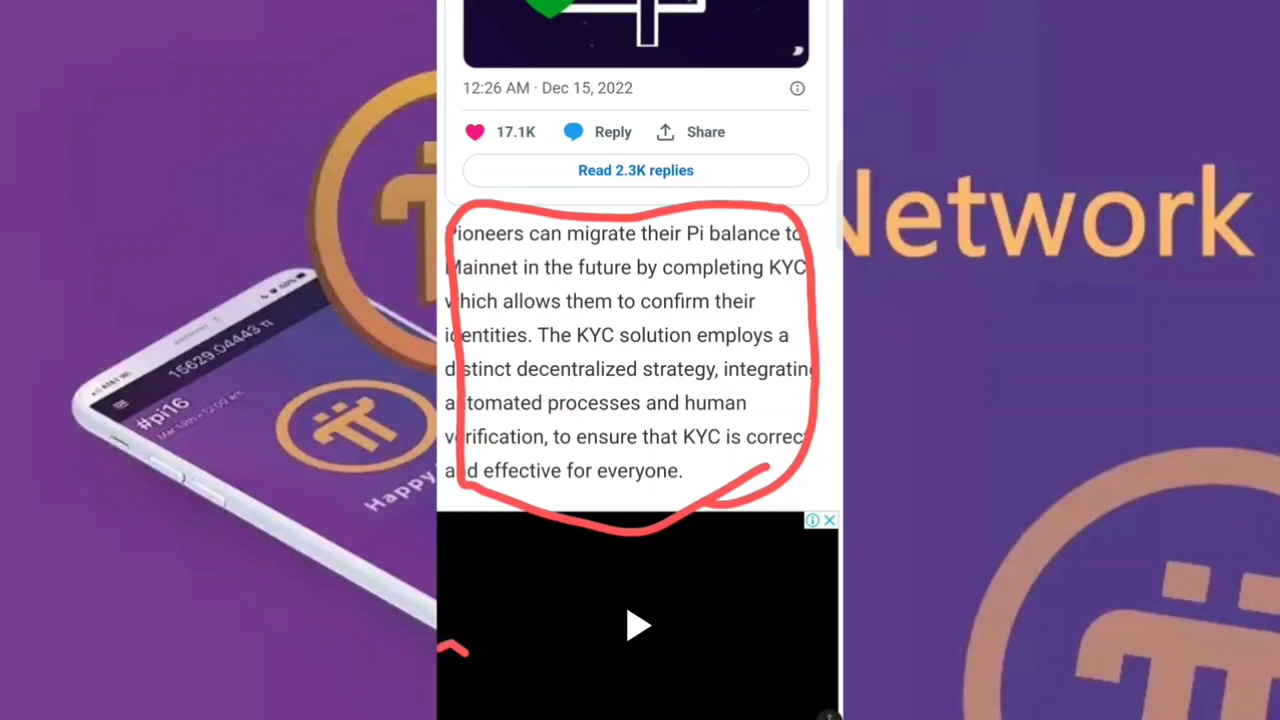 12:26 AM · Dec 15, 2022
17.1K Reply Share
Read 2.3K replies
Pioneers can migrate their Pi balance to
Mainnet in the future by completing KYC
which allows them to confirm their
identities. The KYC solution employs a
distinct decentralized strategy, integrating
automated processes and human
verification, to ensure that KYC is correct
and effective for everyone.
15629.04443 π
#pi16
Happy
Network